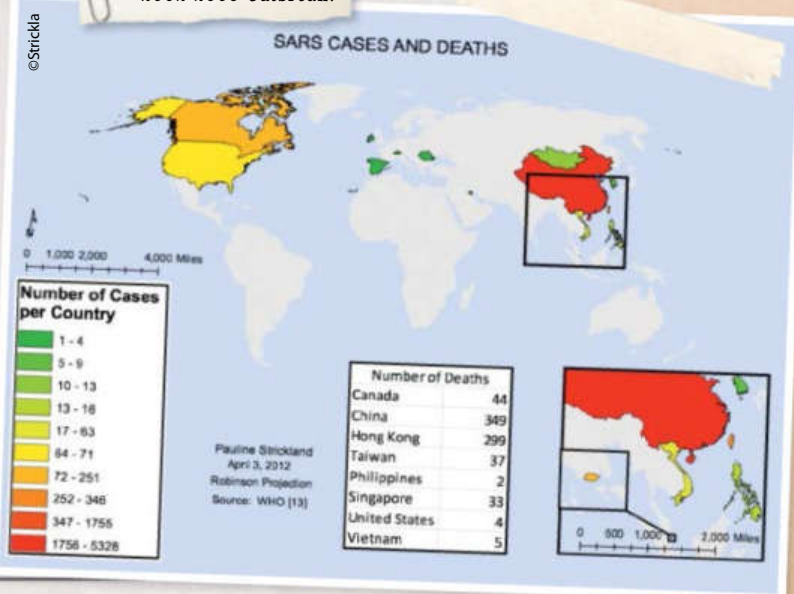 ©Strickla
SARS CASES AND DEATHS
0 1,000 2,000 4,000 Miles
Number of Cases
per Country
1 - 4
5 - 9
10 - 13
13 - 16
17 - 63
64 - 71
72 - 251
252 - 346
347 - 1755
1756 - 5328
Pauline Strickland
April 3, 2012
Robinson Projection
Source: WHO [13]
Number of Deaths
Canada 44
China 349
Hong Kong 299
Taiwan 37
Philippines 2
Singapore 33
United States 4
Vietnam 5
0 500 1,000 2,000 Miles